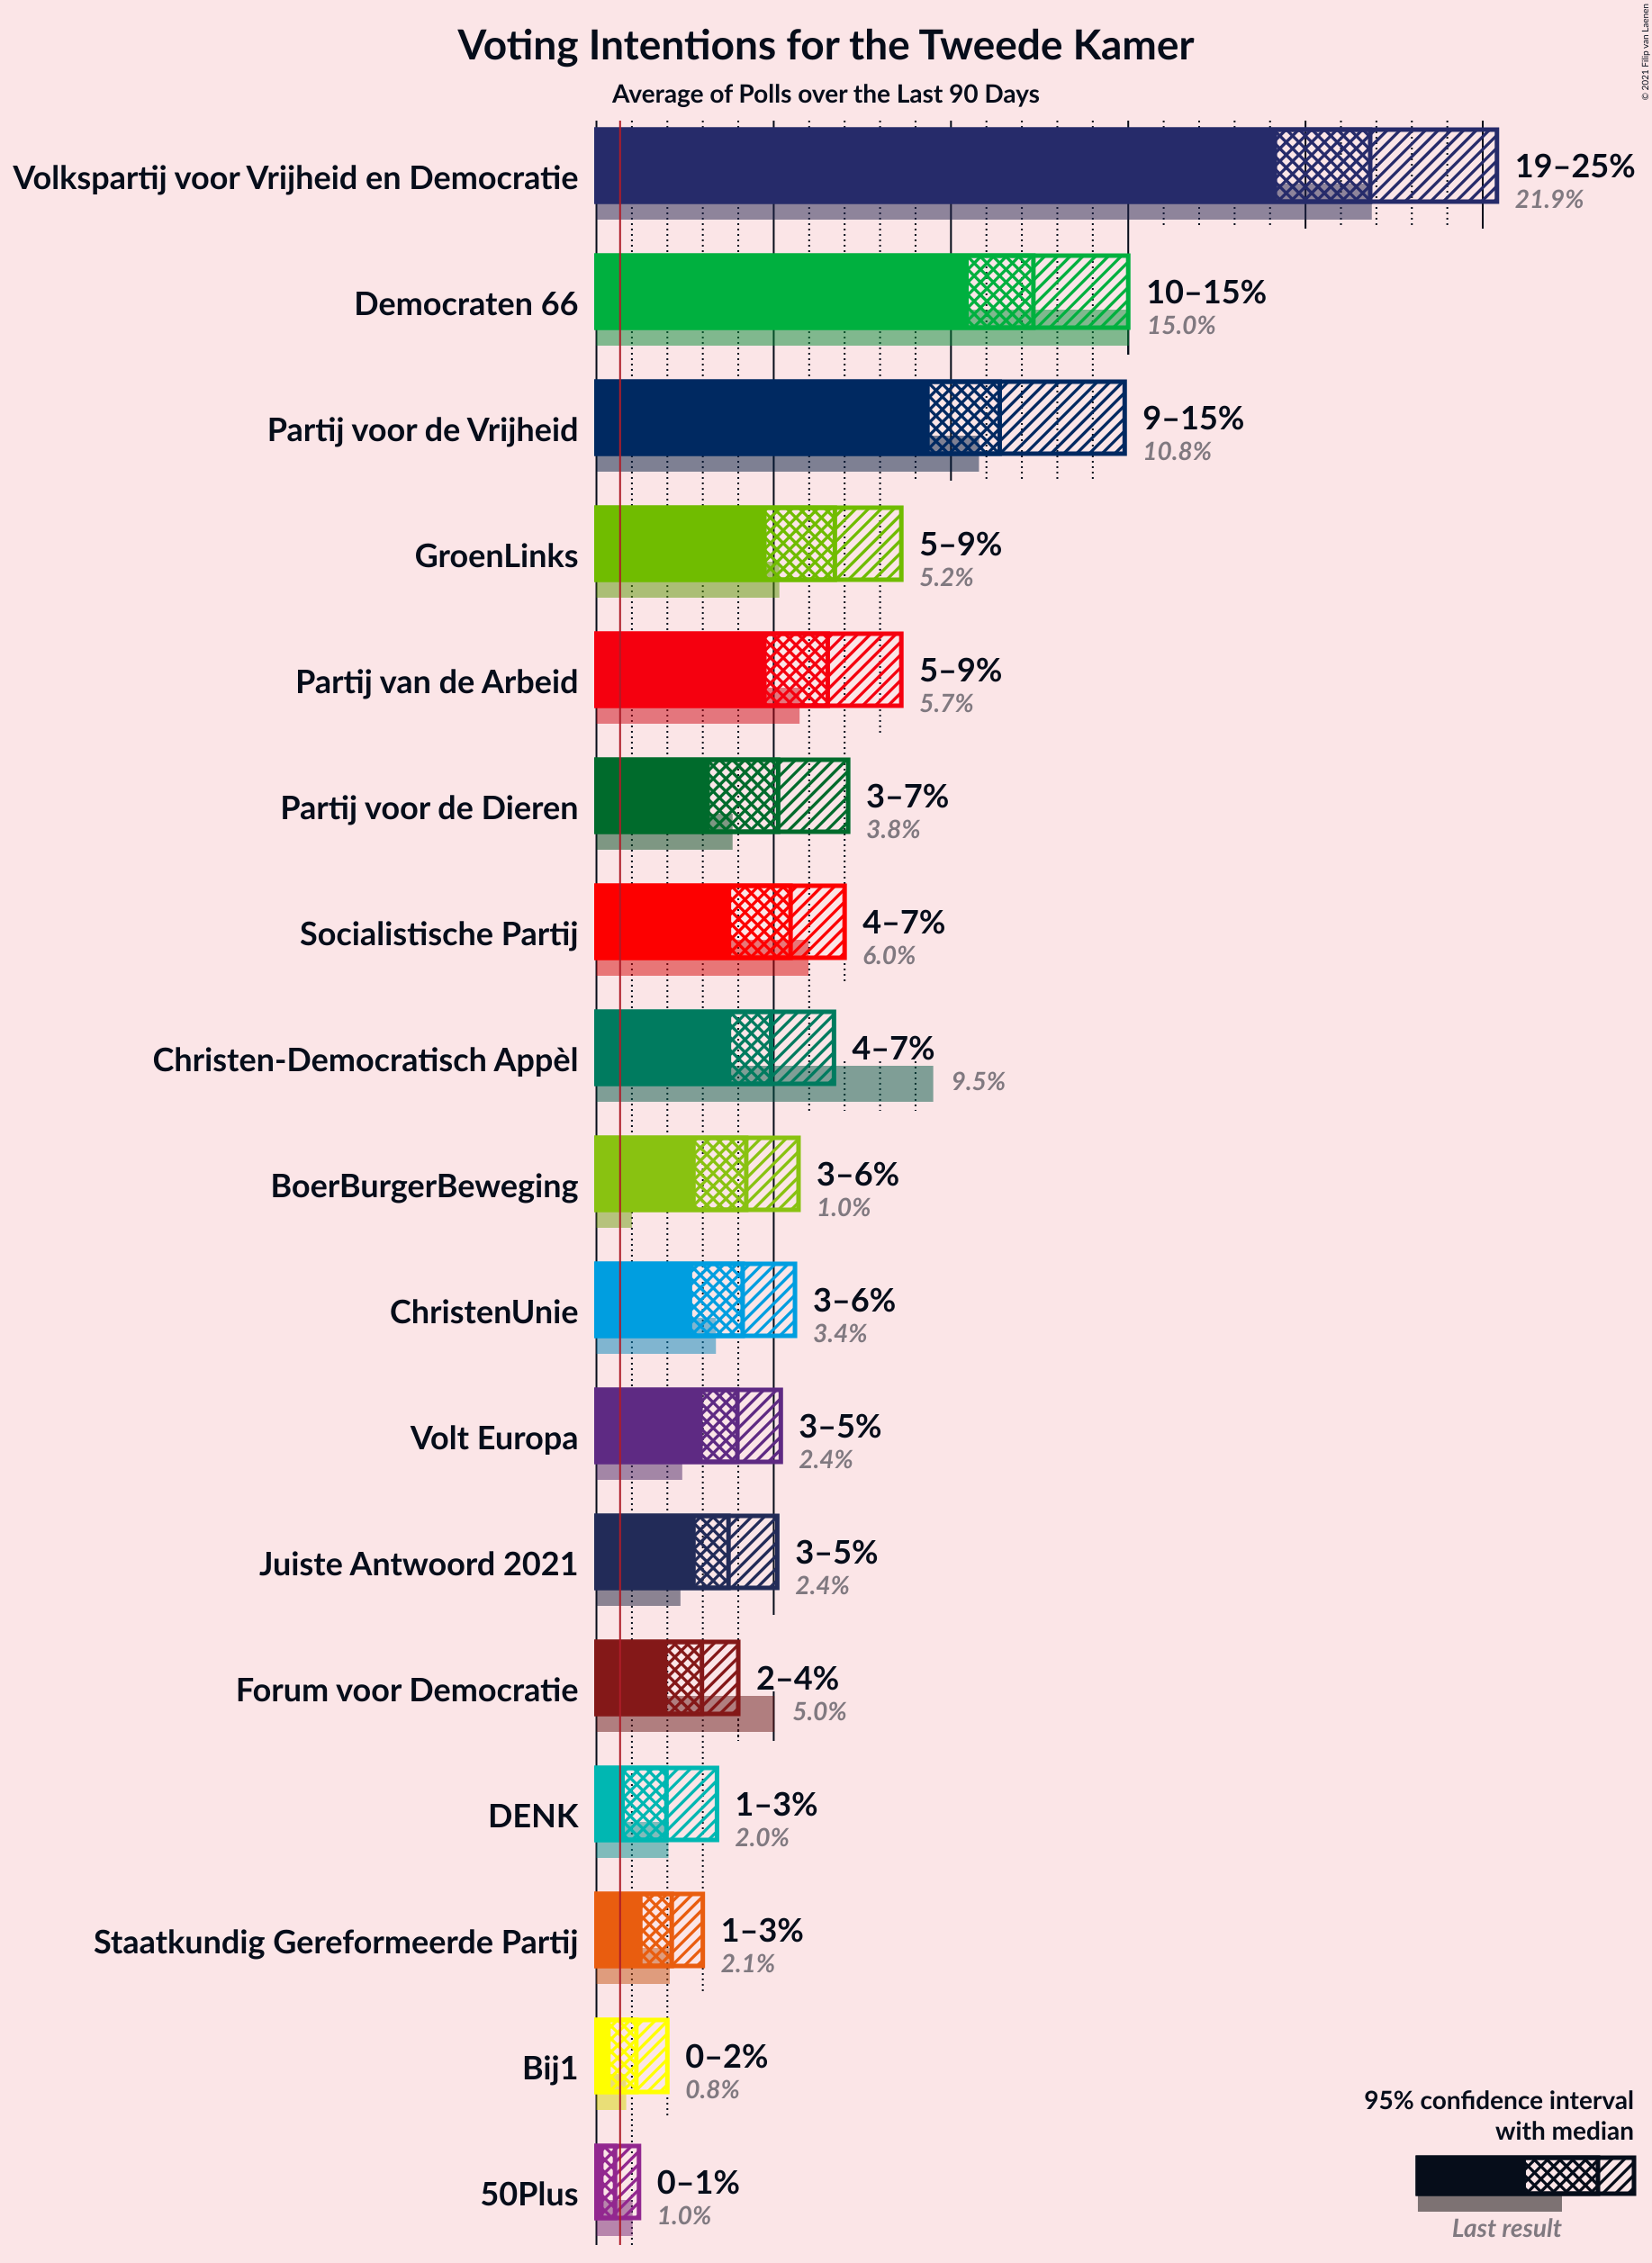 © 2021 Filip van Laenen
Voting Intentions for the Tweede Kamer
Average of Polls over the Last 90 Days
Volkspartij voor Vrijheid en Democratie
19–25%
21.9%
Democraten 66
10–15%
15.0%
Partij voor de Vrijheid
9–15%
10.8%
GroenLinks
5–9%
5.2%
Partij van de Arbeid
5–9%
5.7%
Partij voor de Dieren
3–7%
3.8%
Socialistische Partij
4–7%
6.0%
Christen-Democratisch Appèl
4–7%
9.5%
BoerBurgerBeweging
3–6%
1.0%
ChristenUnie
3–6%
3.4%
Volt Europa
3–5%
2.4%
Juiste Antwoord 2021
3–5%
2.4%
Forum voor Democratie
2–4%
5.0%
DENK
1–3%
2.0%
Staatkundig Gereformeerde Partij
1–3%
2.1%
Bij1
0–2%
0.8%
50Plus
0–1%
1.0%
95% confidence interval
with median
Last result